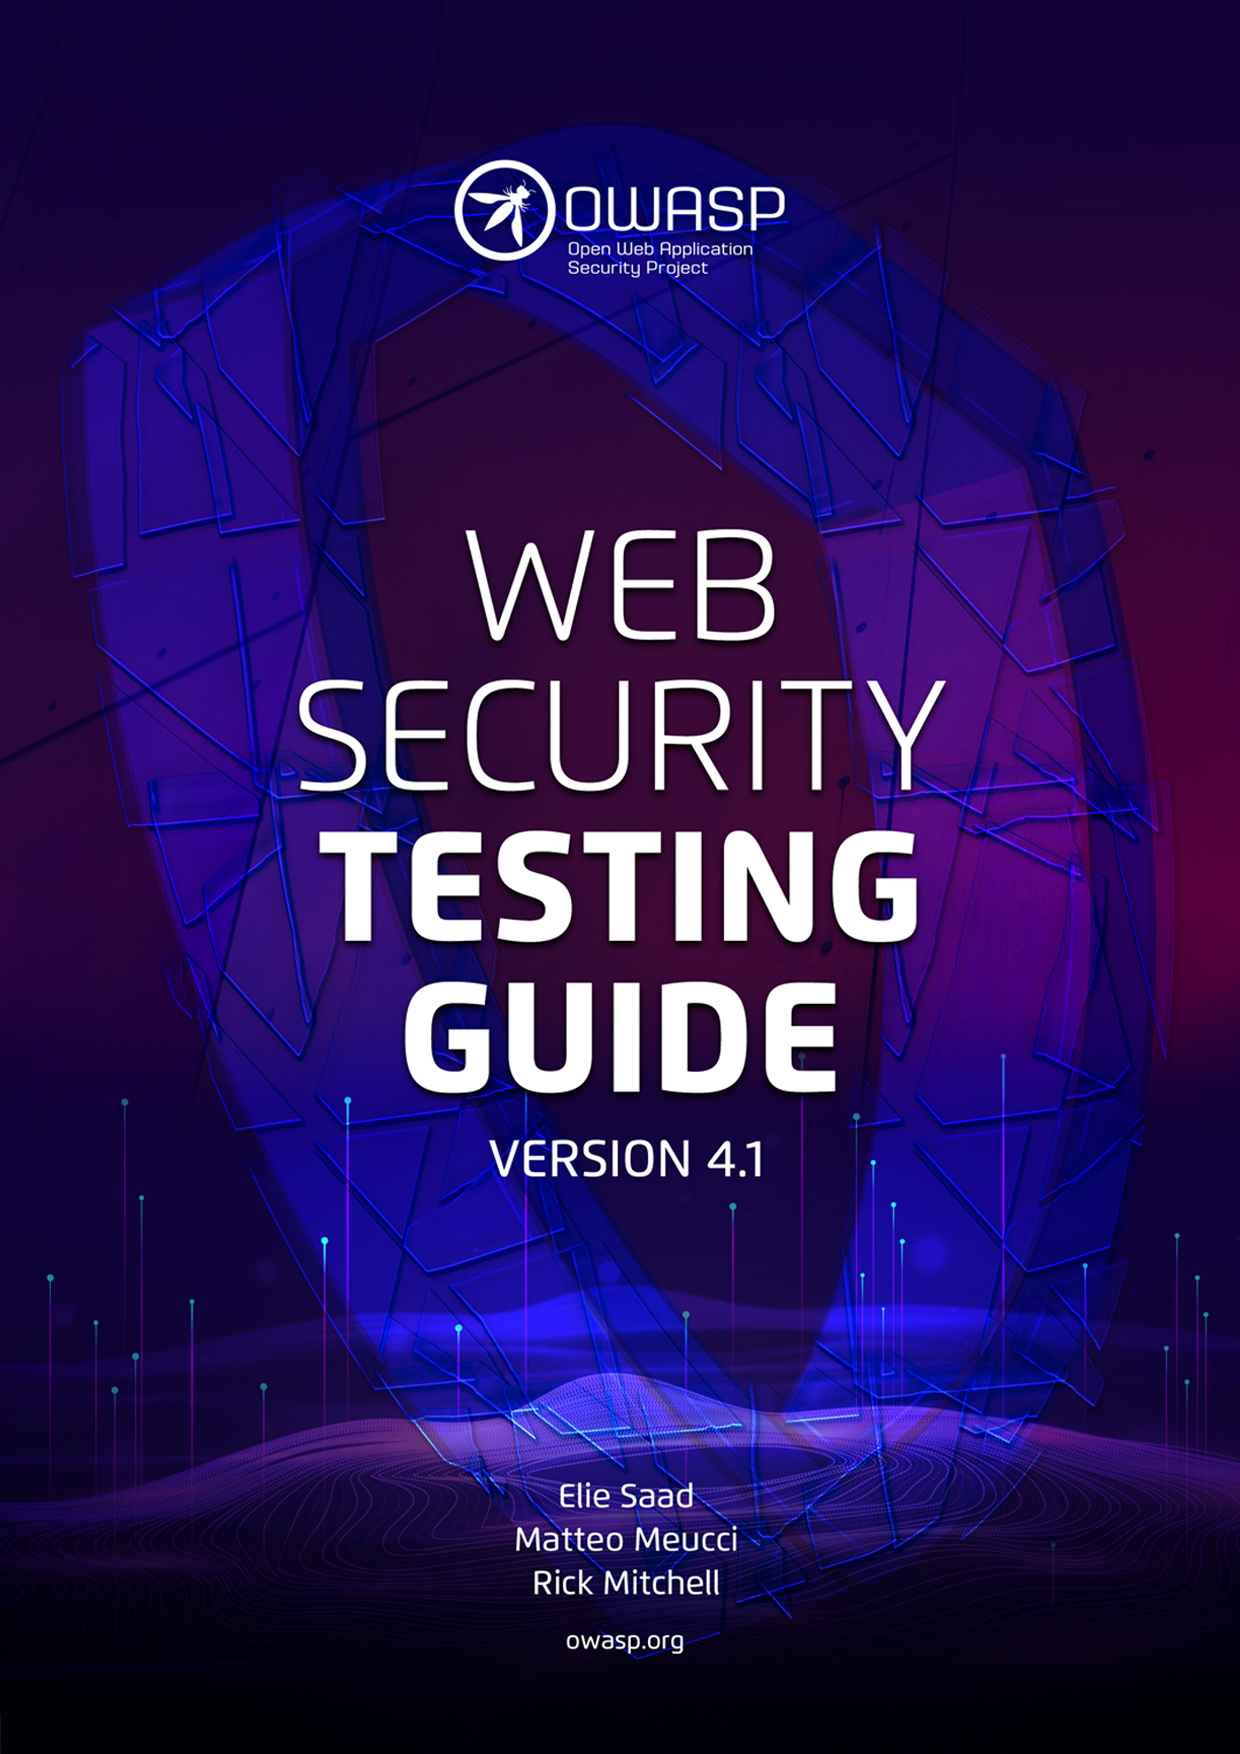 OWASP
Open Web Application
Security Project
WEB
SECURITY
TESTING
GUIDE
VERSION 4.1
Elie Saad
Matteo Meucci
Rick Mitchell
owasp.org